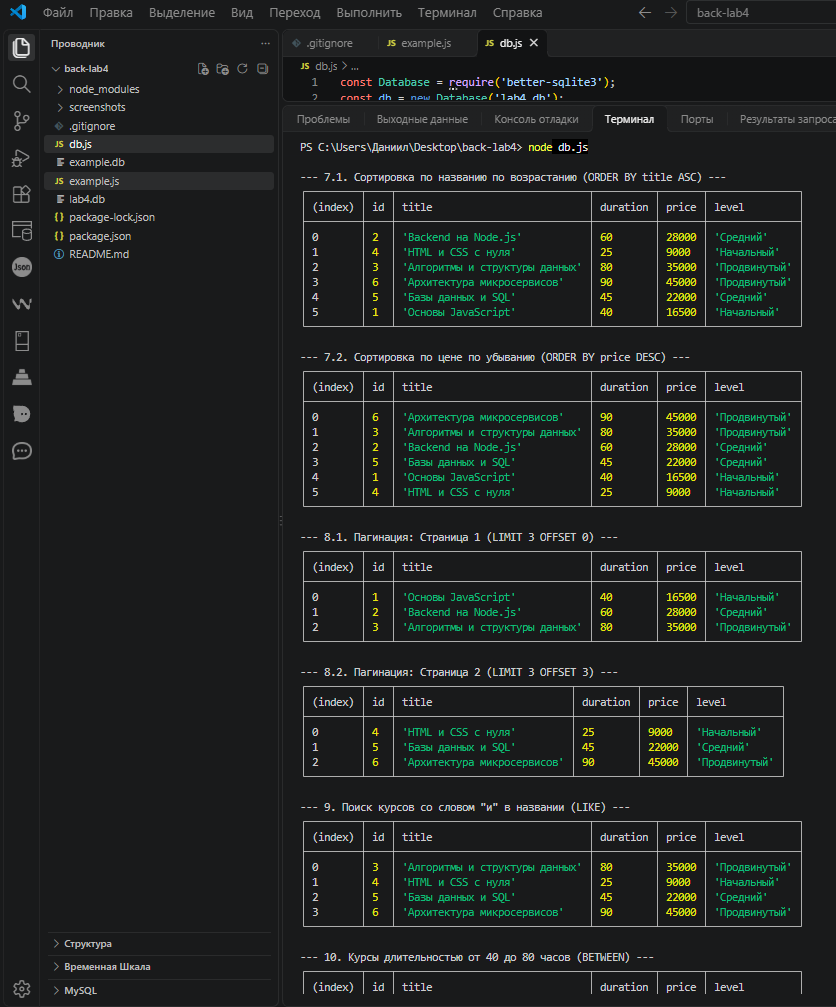 Файл Правка Выделение Вид Переход Выполнить Терминал Справка
back-lab4
Проводник
back-lab4
node_modules
screenshots
.gitignore
JS db.js
example.db
JS example.js
lab4.db
{} package-lock.json
{} package.json
README.md
Структура
Временная Шкала
MySQL
.gitignore JS example.js JS db.js
JS db.js > ...
1 const Database = require('better-sqlite3');
2 const db = new Database('lab4.db');
Проблемы Выходные данные Консоль отладки Терминал Порты Результаты запроса
PS C:\Users\Даниил\Desktop\back-lab4> node db.js
--- 7.1. Сортировка по названию по возрастанию (ORDER BY title ASC) ---
(index) id title duration price level
0 2 'Backend на Node.js' 60 28000 'Средний'
1 4 'HTML и CSS с нуля' 25 9000 'Начальный'
2 3 'Алгоритмы и структуры данных' 80 35000 'Продвинутый'
3 6 'Архитектура микросервисов' 90 45000 'Продвинутый'
4 5 'Базы данных и SQL' 45 22000 'Средний'
5 1 'Основы JavaScript' 40 16500 'Начальный'
--- 7.2. Сортировка по цене по убыванию (ORDER BY price DESC) ---
(index) id title duration price level
0 6 'Архитектура микросервисов' 90 45000 'Продвинутый'
1 3 'Алгоритмы и структуры данных' 80 35000 'Продвинутый'
2 2 'Backend на Node.js' 60 28000 'Средний'
3 5 'Базы данных и SQL' 45 22000 'Средний'
4 1 'Основы JavaScript' 40 16500 'Начальный'
5 4 'HTML и CSS с нуля' 25 9000 'Начальный'
--- 8.1. Пагинация: Страница 1 (LIMIT 3 OFFSET 0) ---
(index) id title duration price level
0 1 'Основы JavaScript' 40 16500 'Начальный'
1 2 'Backend на Node.js' 60 28000 'Средний'
2 3 'Алгоритмы и структуры данных' 80 35000 'Продвинутый'
--- 8.2. Пагинация: Страница 2 (LIMIT 3 OFFSET 3) ---
(index) id title duration price level
0 4 'HTML и CSS с нуля' 25 9000 'Начальный'
1 5 'Базы данных и SQL' 45 22000 'Средний'
2 6 'Архитектура микросервисов' 90 45000 'Продвинутый'
--- 9. Поиск курсов со словом "и" в названии (LIKE) ---
(index) id title duration price level
0 3 'Алгоритмы и структуры данных' 80 35000 'Продвинутый'
1 4 'HTML и CSS с нуля' 25 9000 'Начальный'
2 5 'Базы данных и SQL' 45 22000 'Средний'
3 6 'Архитектура микросервисов' 90 45000 'Продвинутый'
--- 10. Курсы длительностью от 40 до 80 часов (BETWEEN) ---
(index) id title duration price level